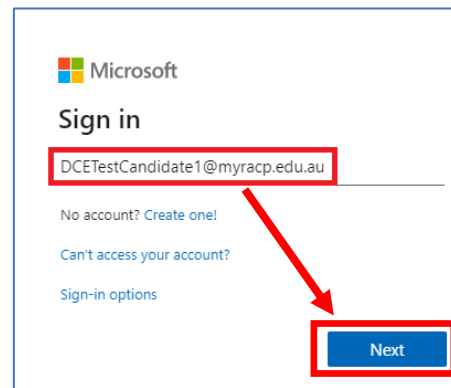 Microsoft
Sign in
DCETestCandidate1@myracp.edu.au
No account? Create one!
Can't access your account?
Sign-in options
Next